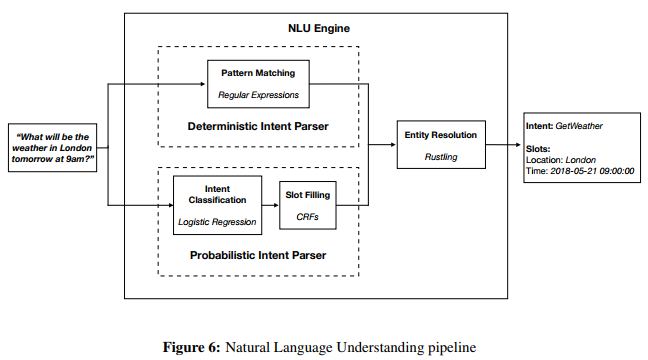 NLU Engine
Pattern Matching
Regular Expressions
Deterministic Intent Parser
"What will be the
weather in London
tomorrow at 9am?"
Intent
Classification
Logistic Regression
Slot Filling
CRFs
Probabilistic Intent Parser
Entity Resolution
Rustling
Intent: GetWeather
Slots:
Location: London
Time: 2018-05-21 09:00:00
Figure 6: Natural Language Understanding pipeline